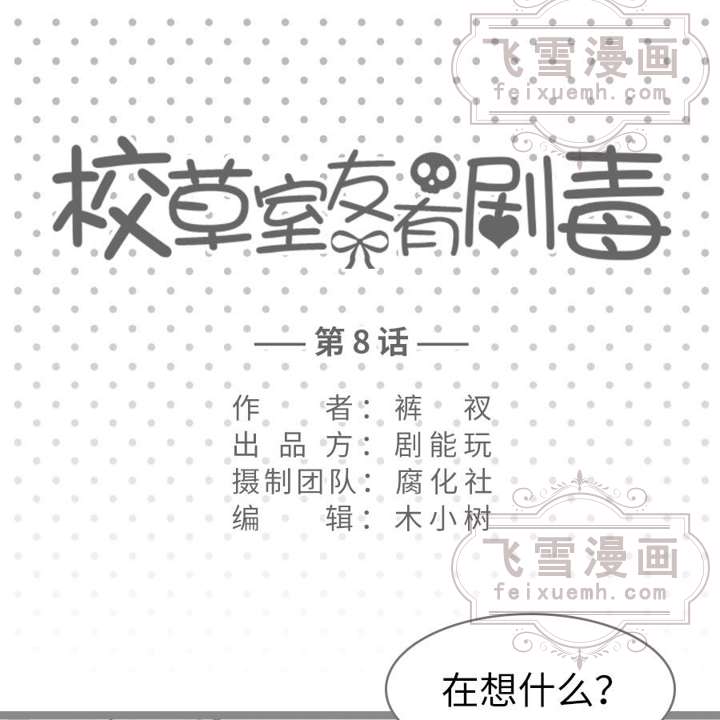 飞雪漫画
feixuemh.com
校草室友有剧毒
第8话
作者：裤衩
出品方：剧能玩
摄制团队：腐化社
编辑：木小树
飞雪漫画
feixuemh.com
在想什么？